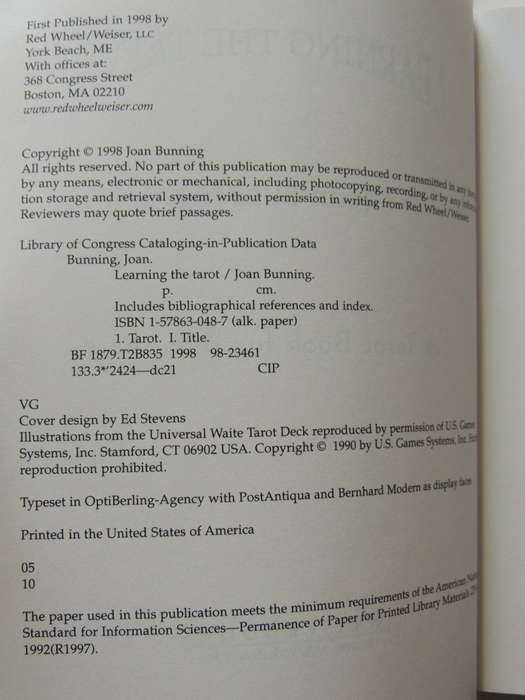 First Published in 1998 by
Red Wheel/Weiser, LLC
York Beach, ME
With offices at:
368 Congress Street
Boston, MA 02210
www.redwheelweiser.com
Copyright © 1998 Joan Bunning
All rights reserved. No part of this publication may be reproduced or transmitted in any
by any means, electronic or mechanical, including photocopying, recording, or by any
tion storage and retrieval system, without permission in writing from Red Wheel/Weiser.
Reviewers may quote brief passages.
Library of Congress Cataloging-in-Publication Data
Bunning, Joan.
Learning the tarot / Joan Bunning.
p. cm.
Includes bibliographical references and index.
ISBN 1-57863-048-7 (alk. paper)
1. Tarot. I. Title.
BF 1879.T2B835 1998 98-23461
133.3*'2424—dc21 CIP
VG
Cover design by Ed Stevens
Illustrations from the Universal Waite Tarot Deck reproduced by permission of U.S. Games
Systems, Inc. Stamford, CT 06902 USA. Copyright © 1990 by U.S. Games Systems, Inc.
reproduction prohibited.
Typeset in OptiBerling-Agency with PostAntiqua and Bernhard Modern as display faces
Printed in the United States of America
05
10
The paper used in this publication meets the minimum requirements of the American
Standard for Information Sciences—Permanence of Paper for Printed Library Materials
1992(R1997).